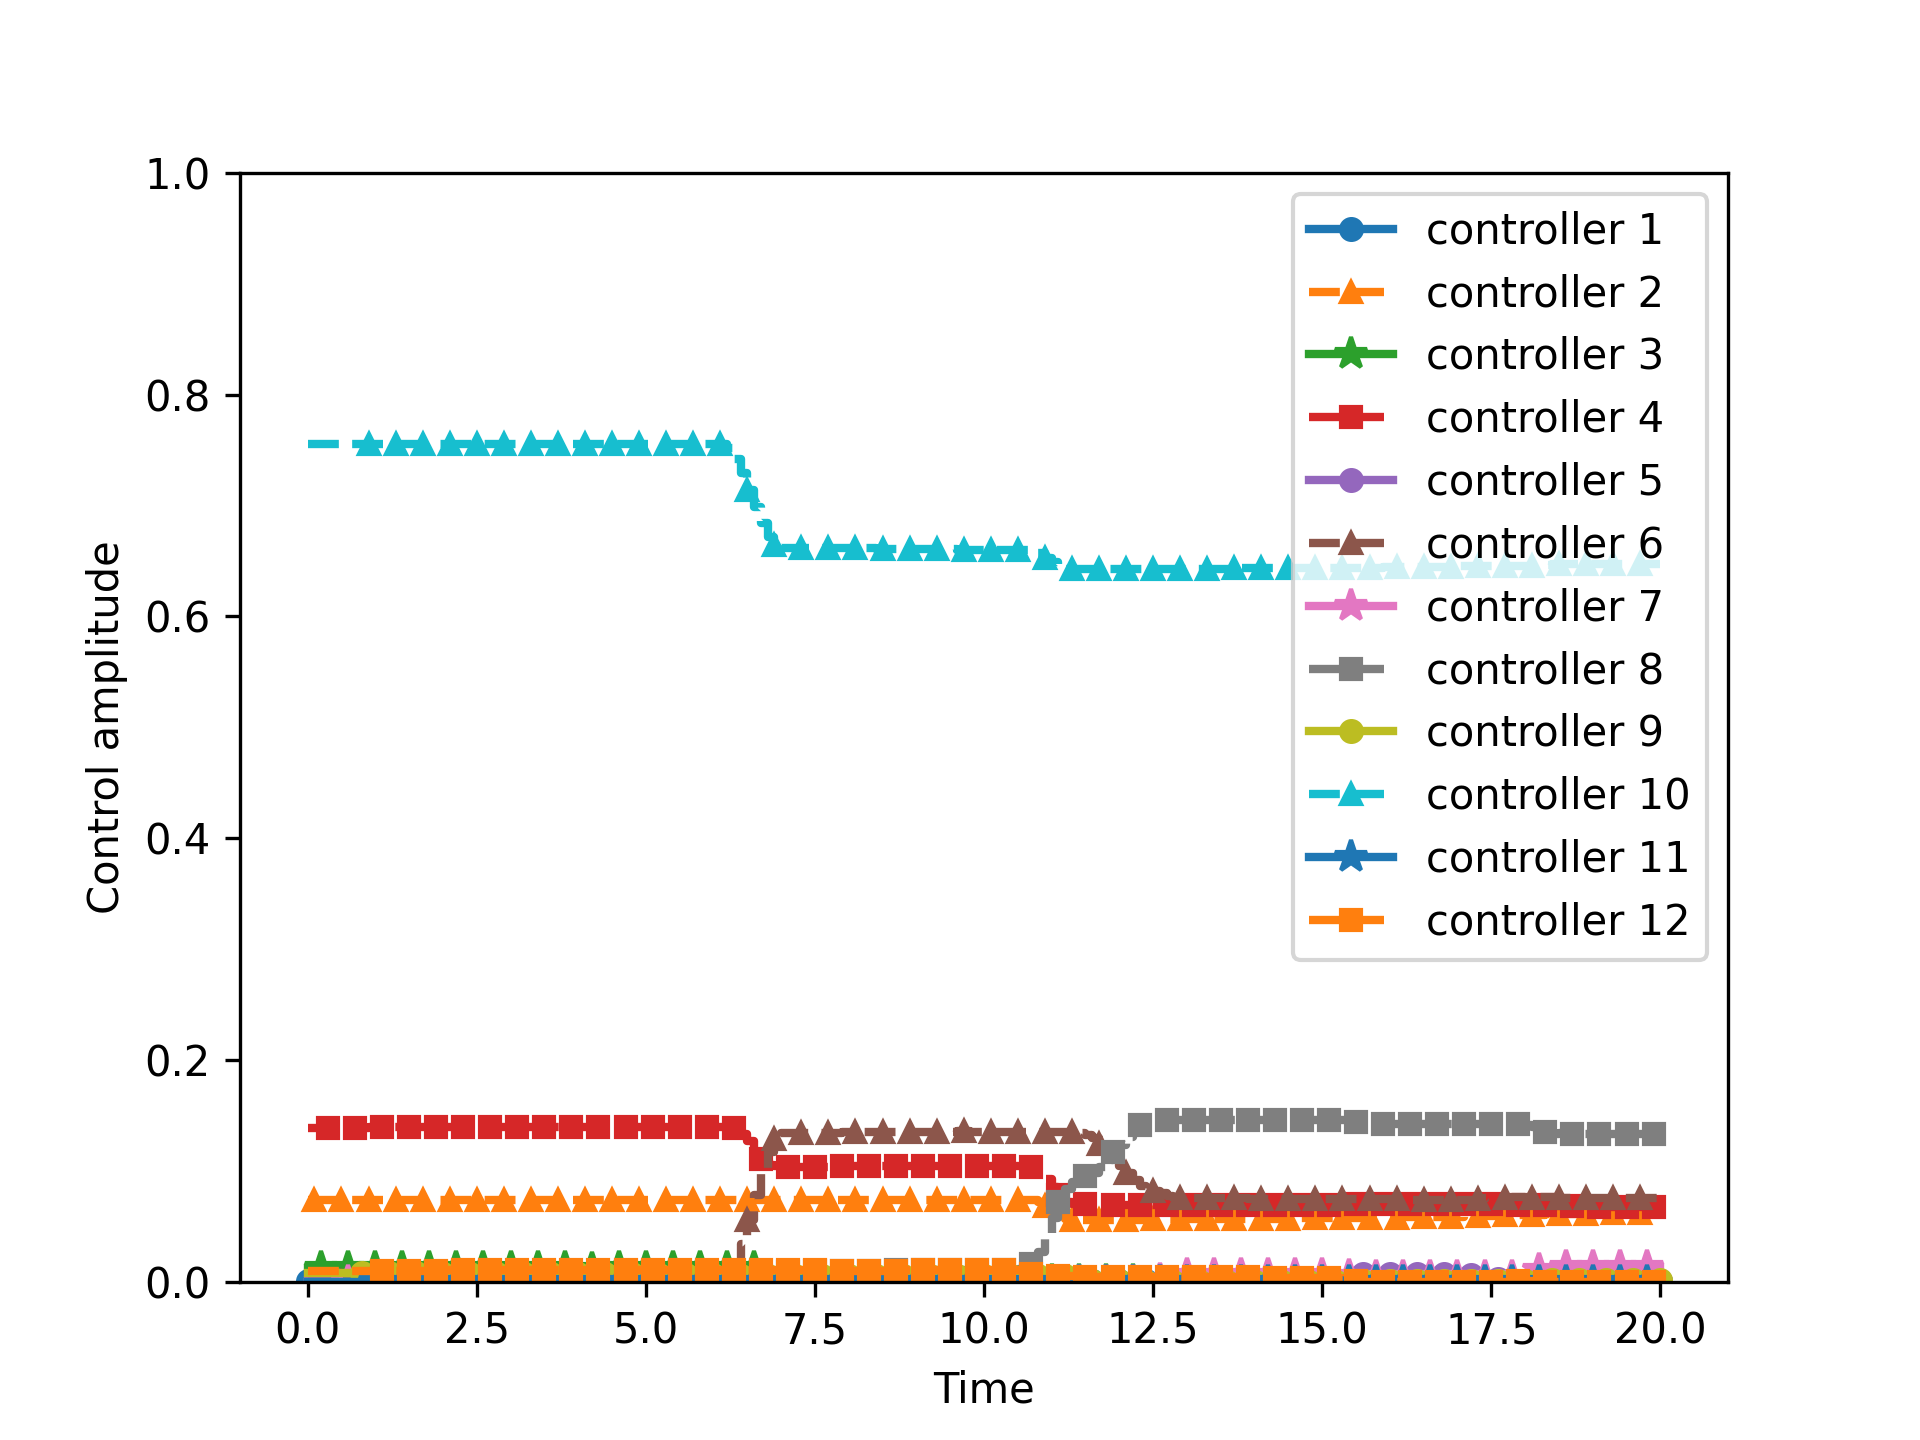 1.0
0.8
0.6
0.4
0.2
0.0
Control amplitude
controller 1
controller 2
controller 3
controller 4
controller 5
controller 6
controller 7
controller 8
controller 9
controller 10
controller 11
controller 12
0.0 2.5 5.0 7.5 10.0 12.5 15.0 17.5 20.0
Time